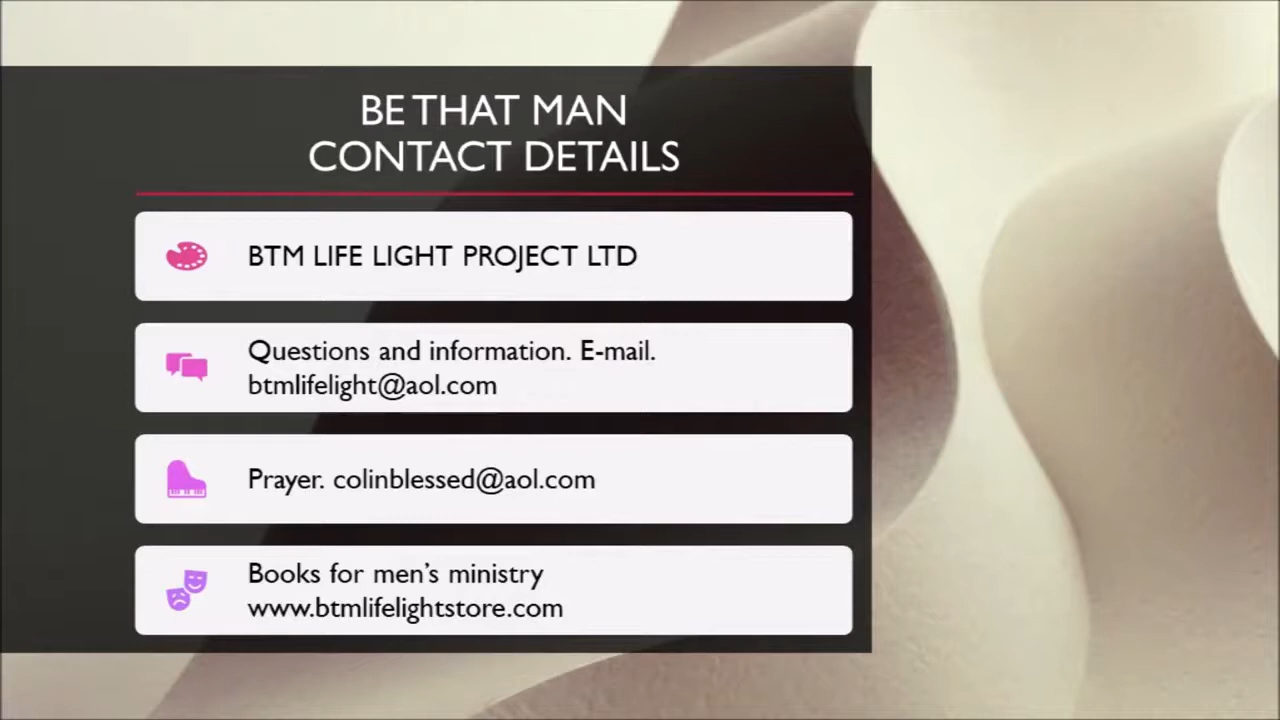 BE THAT MAN
CONTACT DETAILS
BTM LIFE LIGHT PROJECT LTD
Questions and information. E-mail.
btmlifelight@aol.com
Prayer. colinblessed@aol.com
Books for men’s ministry
www.btmlifelightstore.com